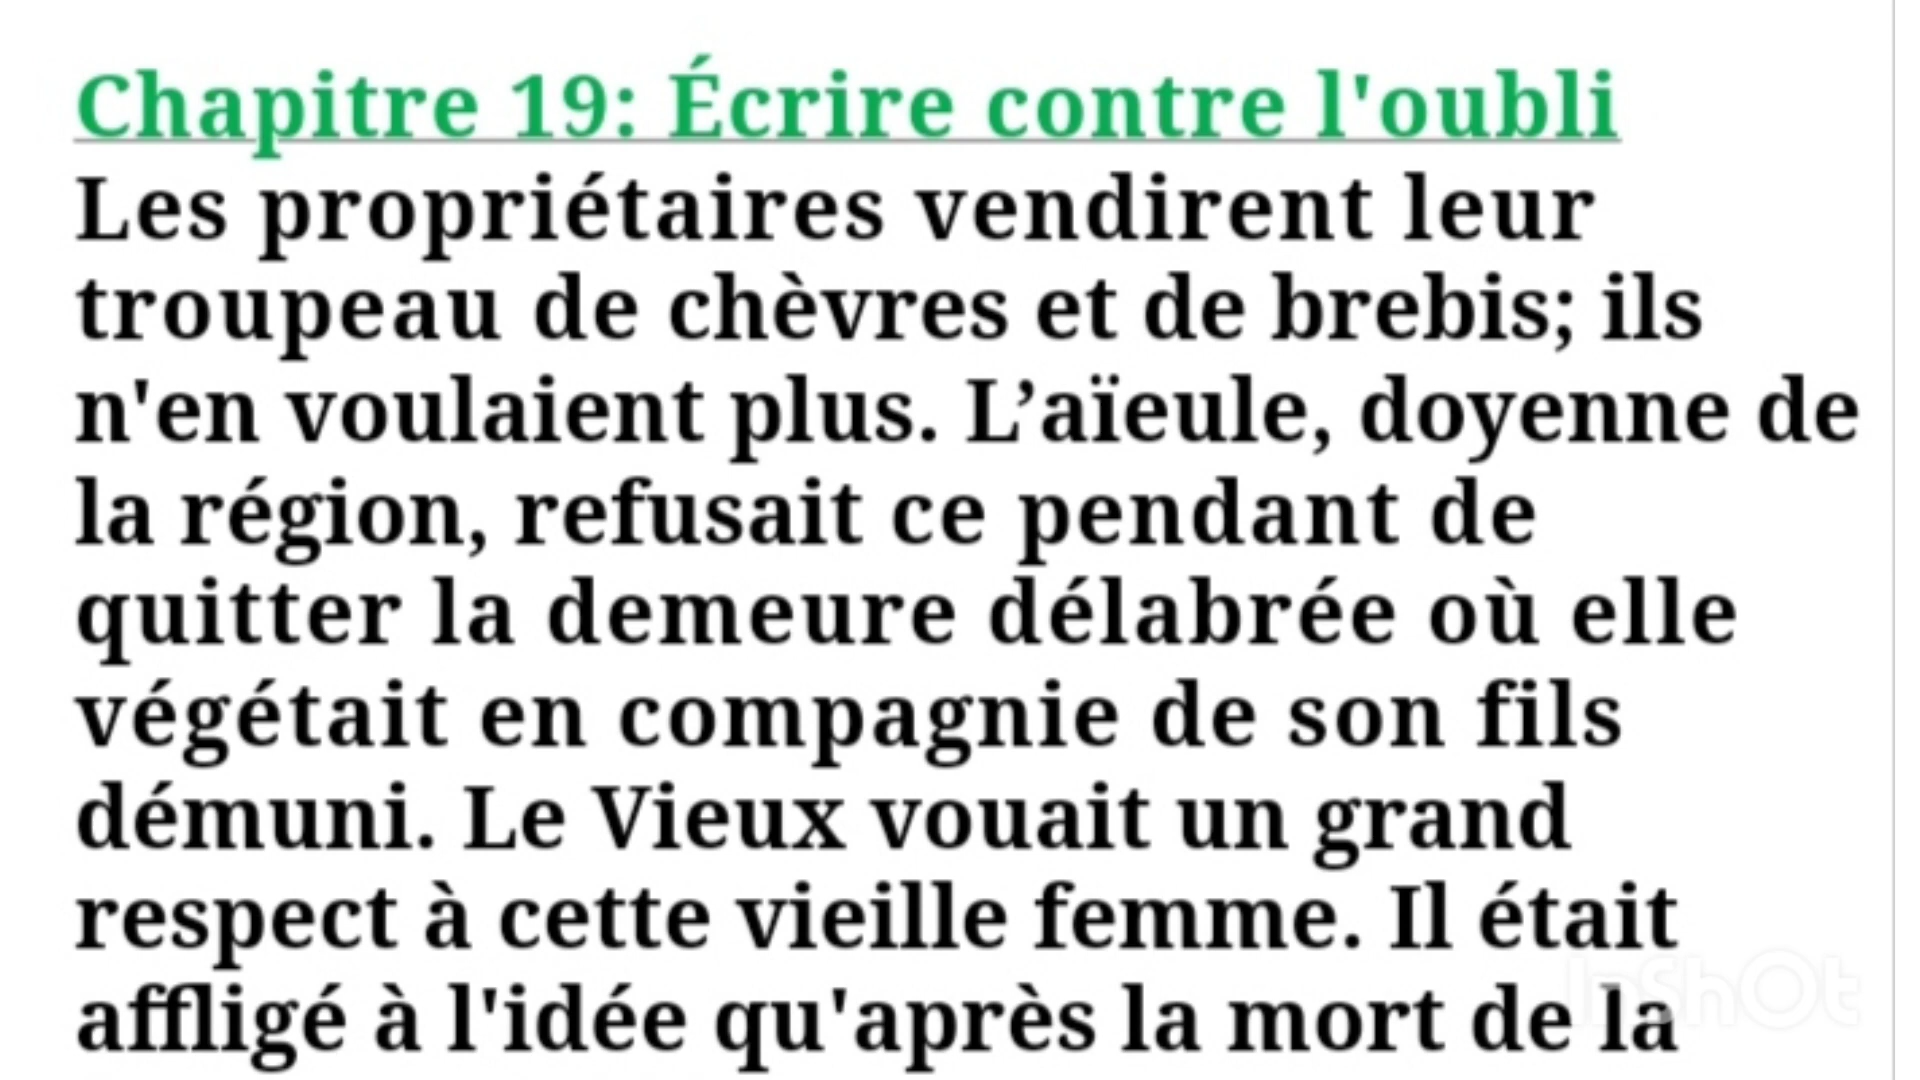 Chapitre 19: Écrire contre l'oubli
Les propriétaires vendirent leur
troupeau de chèvres et de brebis; ils
n'en voulaient plus. L’aïeule, doyenne de
la région, refusait ce pendant de
quitter la demeure délabrée où elle
végétait en compagnie de son fils
démuni. Le Vieux vouait un grand
respect à cette vieille femme. Il était
affligé à l'idée qu'après la mort de la
InShOt